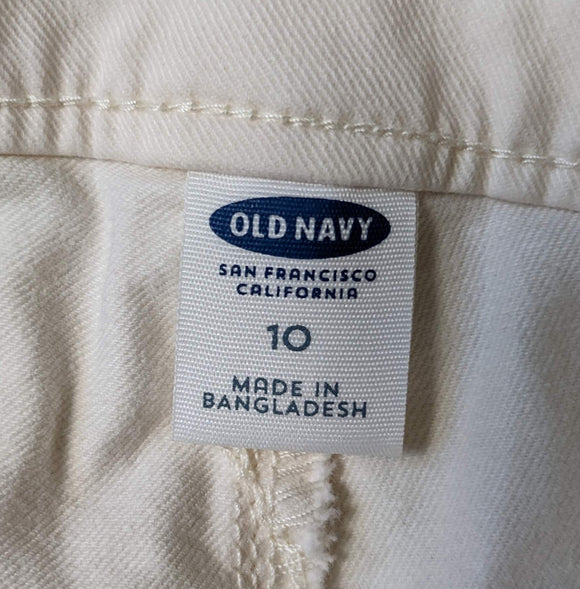 OLD NAVY
SAN FRANCISCO
CALIFORNIA
10
MADE IN
BANGLADESH